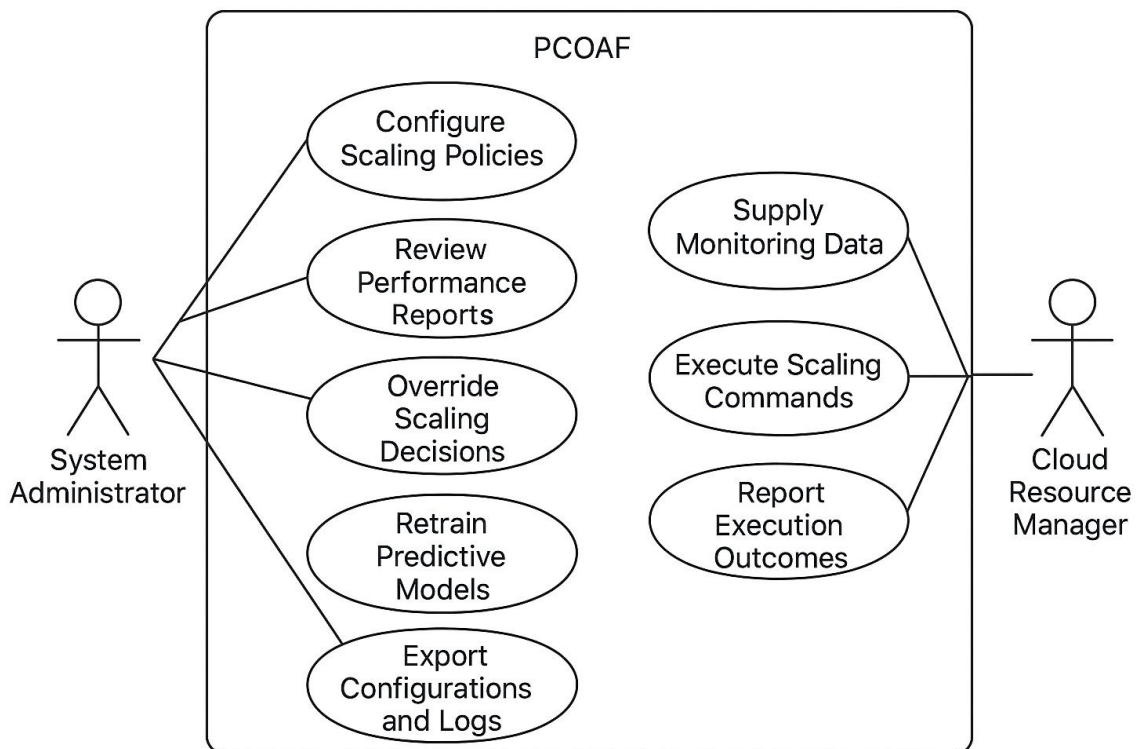 PCOAF
Configure
Scaling Policies
Review
Performance
Reports
Override
Scaling
Decisions
Retrain
Predictive
Models
Export
Configurations
and Logs
Supply
Monitoring Data
Execute Scaling
Commands
Report
Execution
Outcomes
System
Administrator
Cloud
Resource
Manager